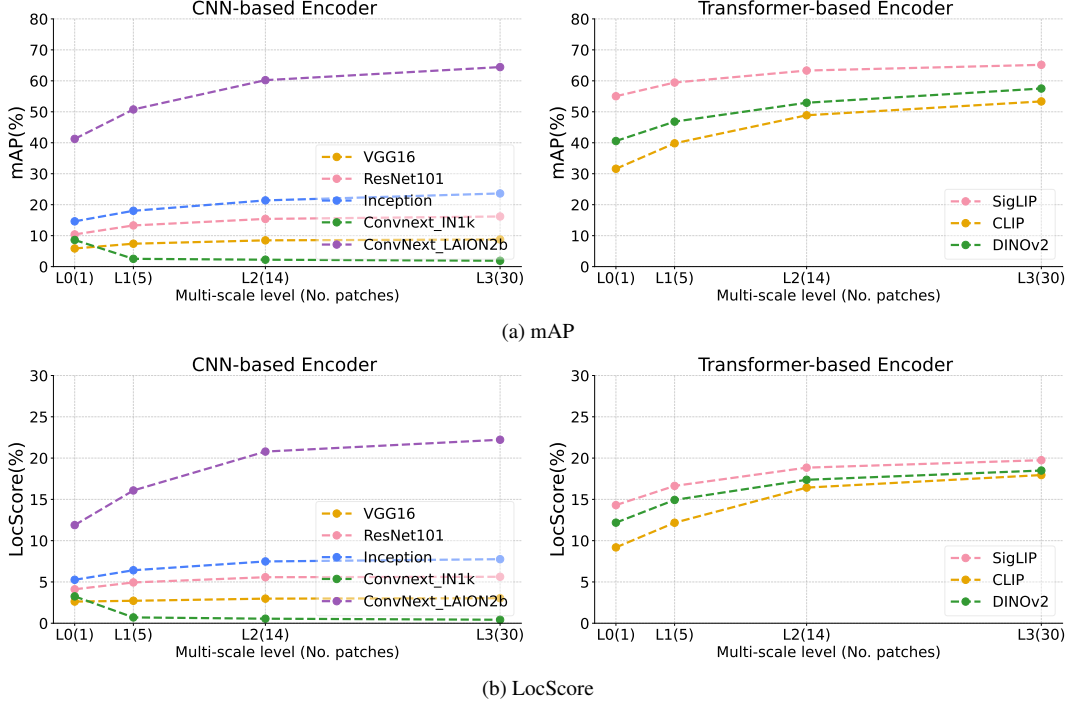 CNN-based Encoder
mAP(%)
80
70
60
50
40
30
20
10
0
VGG16
ResNet101
Inception
Convnext_IN1k
ConvNext_LAION2b
L0(1) L1(5) L2(14) L3(30)
Multi-scale level (No. patches)
Transformer-based Encoder
mAP(%)
80
70
60
50
40
30
20
10
0
SigLIP
CLIP
DINOv2
L0(1) L1(5) L2(14) L3(30)
Multi-scale level (No. patches)
(a) mAP
CNN-based Encoder
LocScore(%)
30
25
20
15
10
5
0
VGG16
ResNet101
Inception
Convnext_IN1k
ConvNext_LAION2b
L0(1) L1(5) L2(14) L3(30)
Multi-scale level (No. patches)
Transformer-based Encoder
LocScore(%)
30
25
20
15
10
5
0
SigLIP
CLIP
DINOv2
L0(1) L1(5) L2(14) L3(30)
Multi-scale level (No. patches)
(b) LocScore